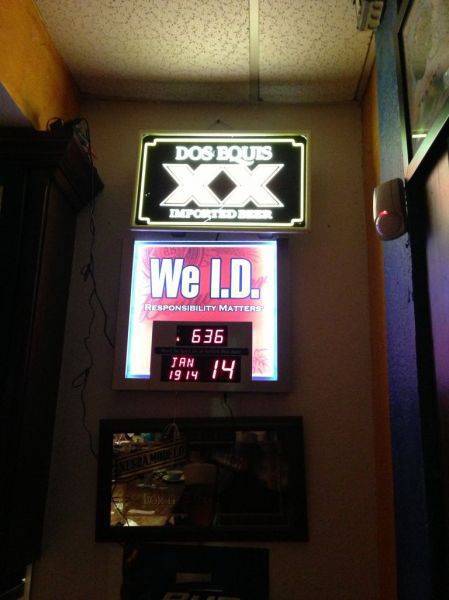 DOS EQUIS
XX
IMPORTED BEER
We I.D.
RESPONSIBILITY MATTERS
636
JAN 14
1914